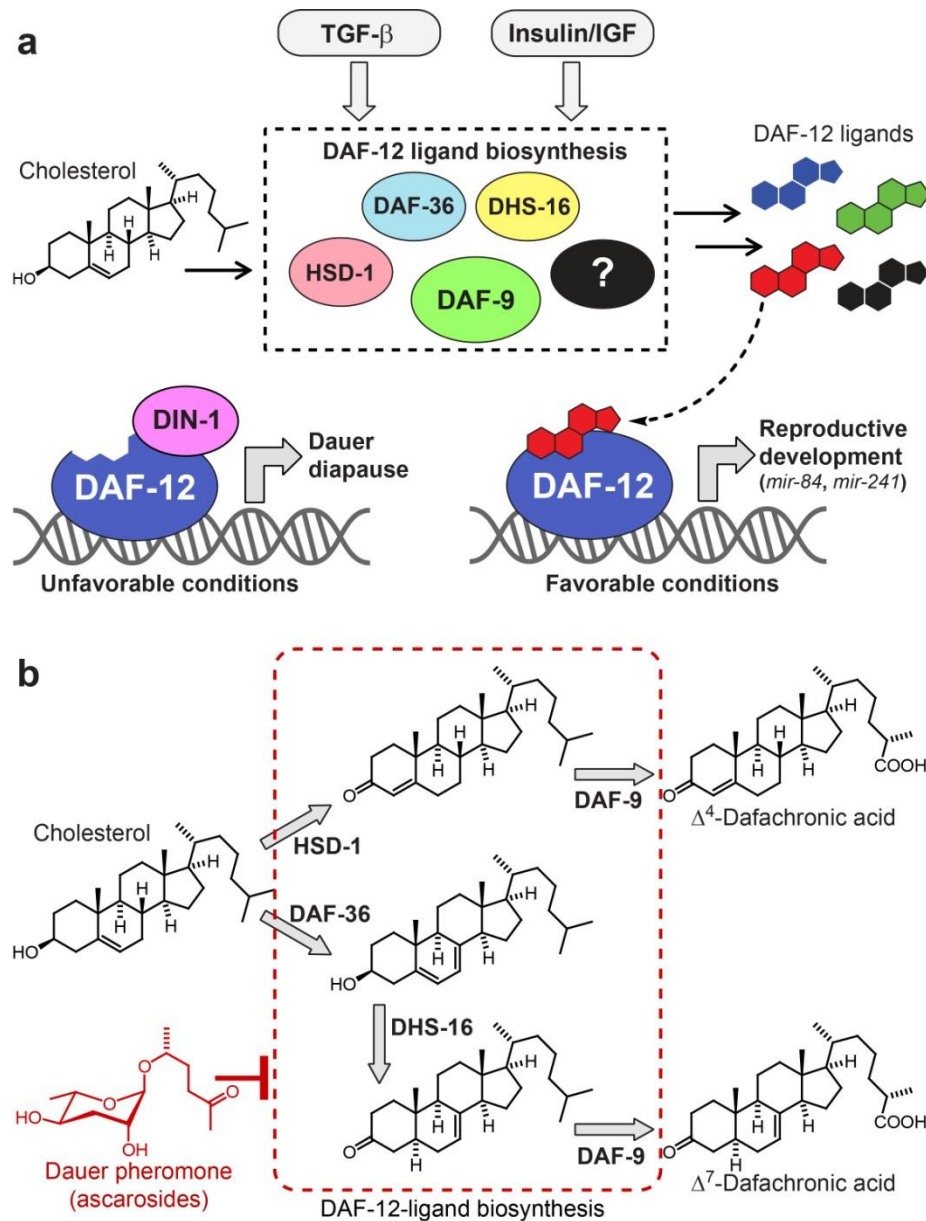 a
TGF-β
Insulin/IGF
DAF-12 ligand biosynthesis
DAF-12 ligands
Cholesterol
H
H
H
HO
DAF-36
DHS-16
HSD-1
DAF-9
?
DIN-1
DAF-12
Dauer
diapause
Unfavorable conditions
DAF-12
Reproductive
development
(mir-84, mir-241)
Favorable conditions
b
Cholesterol
H
H
H
HO
HSD-1
DAF-36
H
H
H
O
DAF-9
H
H
H
O
COOH
Δ⁴-Dafachronic acid
H
H
H
HO
DHS-16
H
H
H
O
H
DAF-9
H
H
H
O
H
COOH
Δ⁷-Dafachronic acid
O
O
HO
OH
O
Dauer pheromone
(ascarosides)
DAF-12-ligand biosynthesis